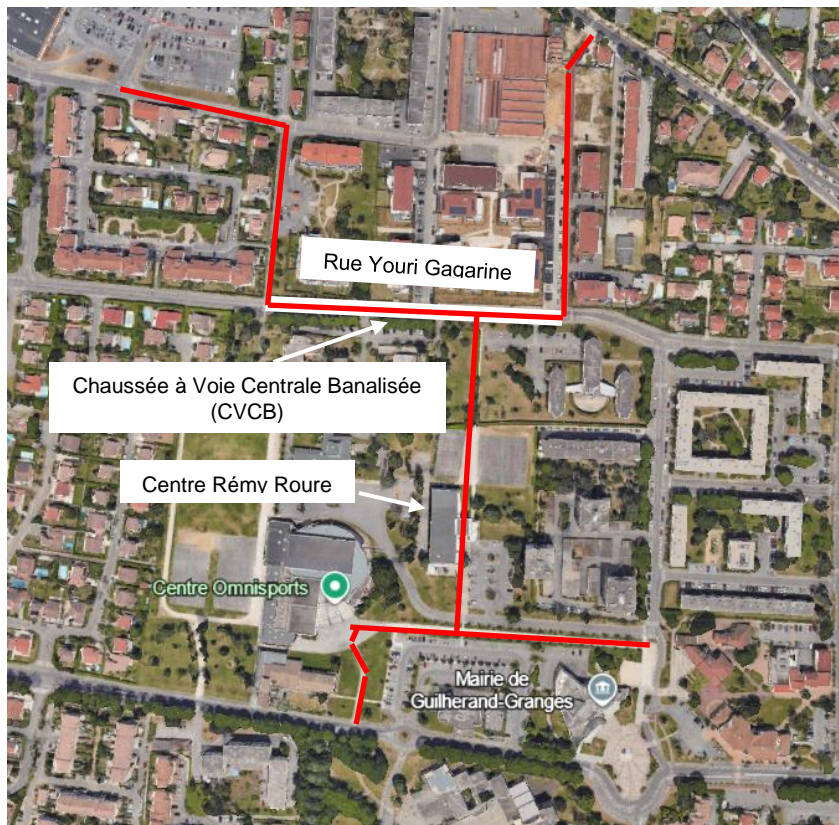 Rue Youri Gagarine
Chaussée à Voie Centrale Banalisée
(CVCB)
Centre Rémy Roure
Centre Omnisports
Mairie de
Guilherand-Granges